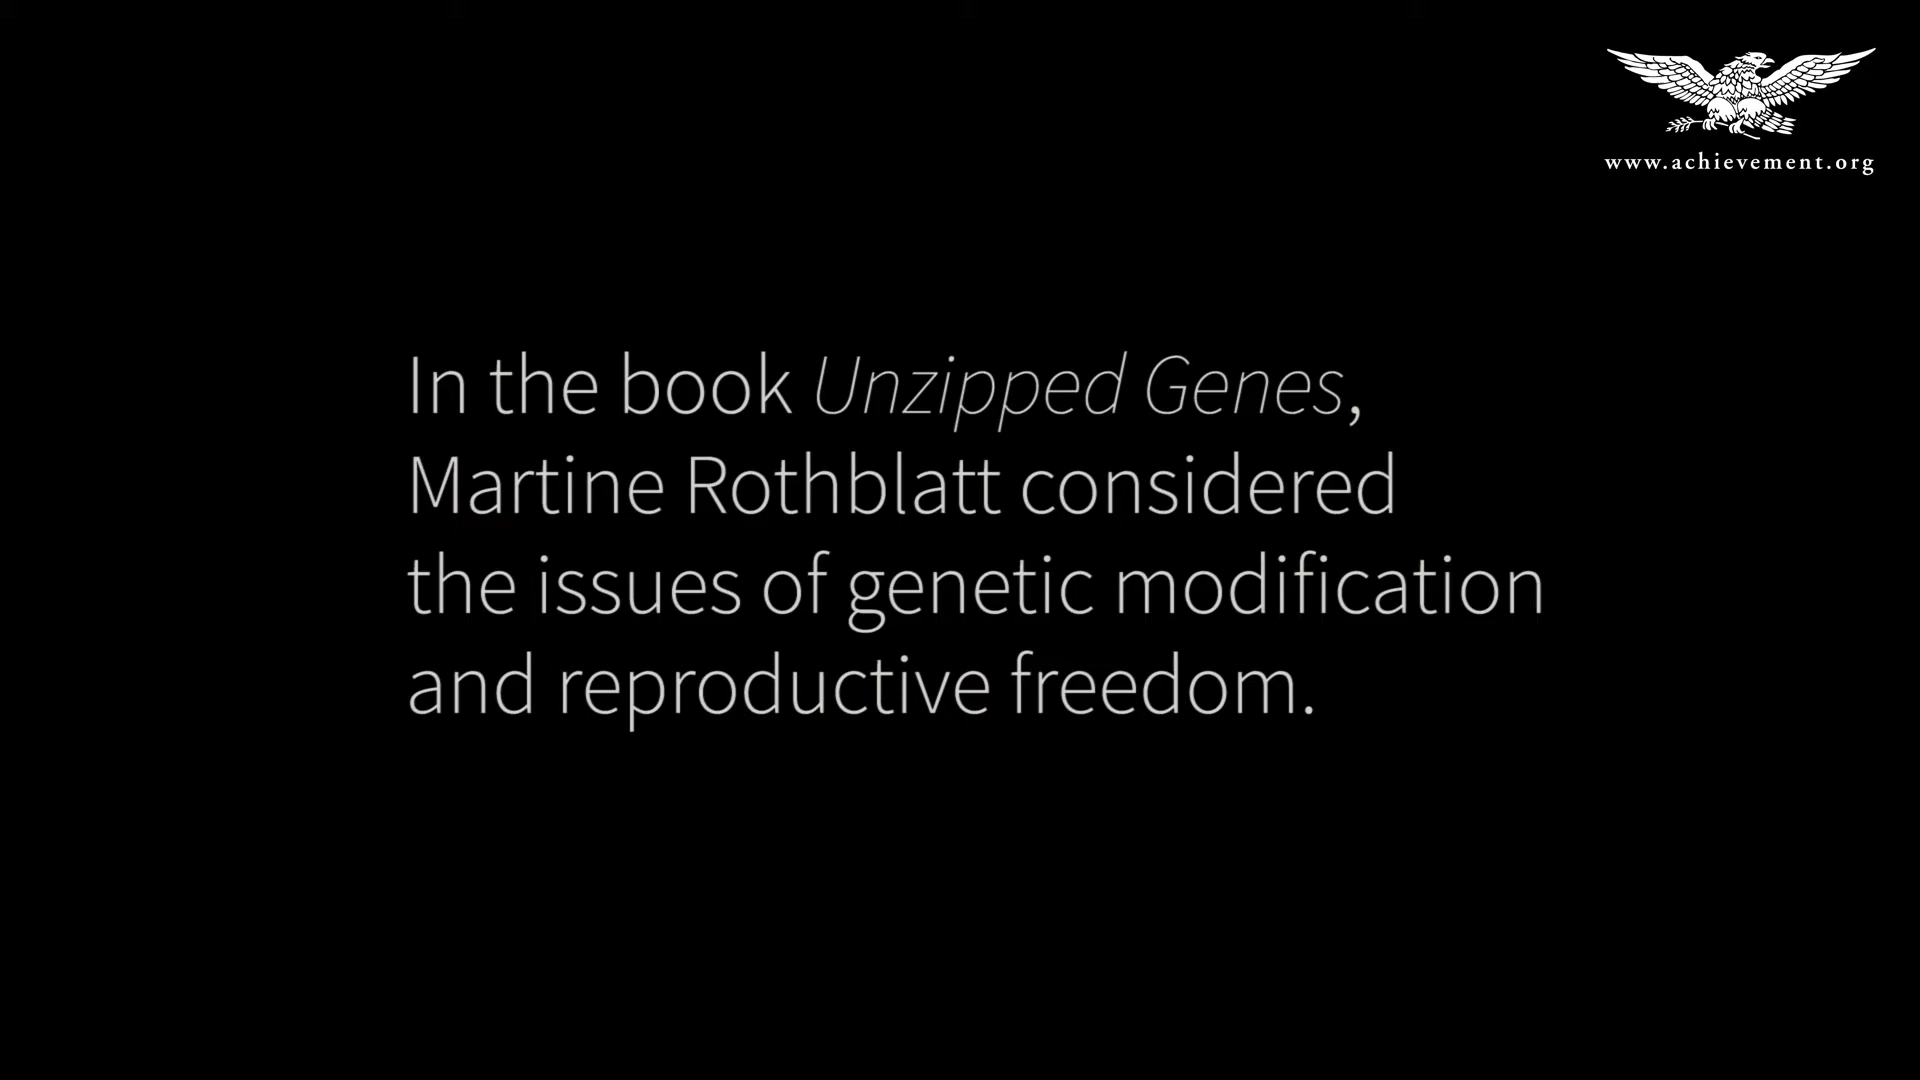 www.achievement.org
In the book Unzipped Genes,
Martine Rothblatt considered
the issues of genetic modification
and reproductive freedom.